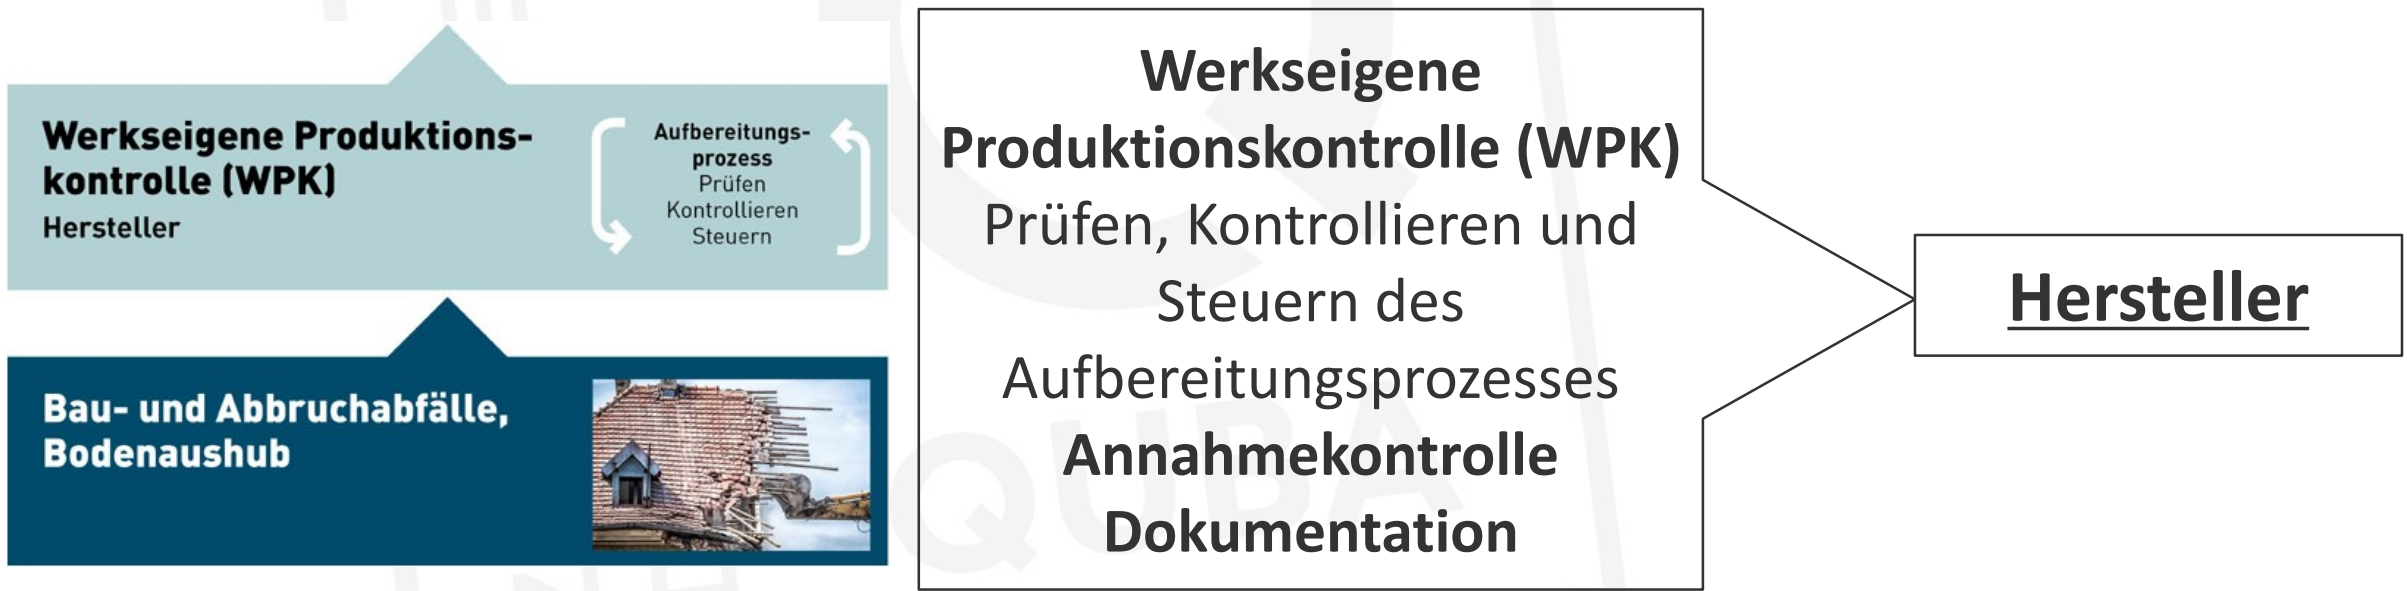 Werkseigene Produktions-
kontrolle (WPK)
Hersteller
Aufbereitungs-
prozess
Prüfen
Kontrollieren
Steuern
Bau- und Abbruchabfälle,
Bodenaushub
Werkseigene
Produktionskontrolle (WPK)
Prüfen, Kontrollieren und
Steuern des
Aufbereitungsprozesses
Annahmekontrolle
Dokumentation
Hersteller
QUBA